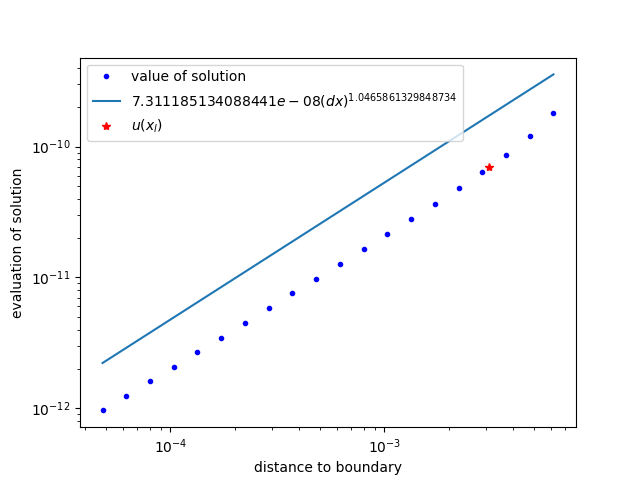 value of solution
7.311185134088441e − 08(dx)^1.0465861329848734
u(x_l)
10^−10
10^−11
10^−12
10^−4
10^−3
evaluation of solution
distance to boundary